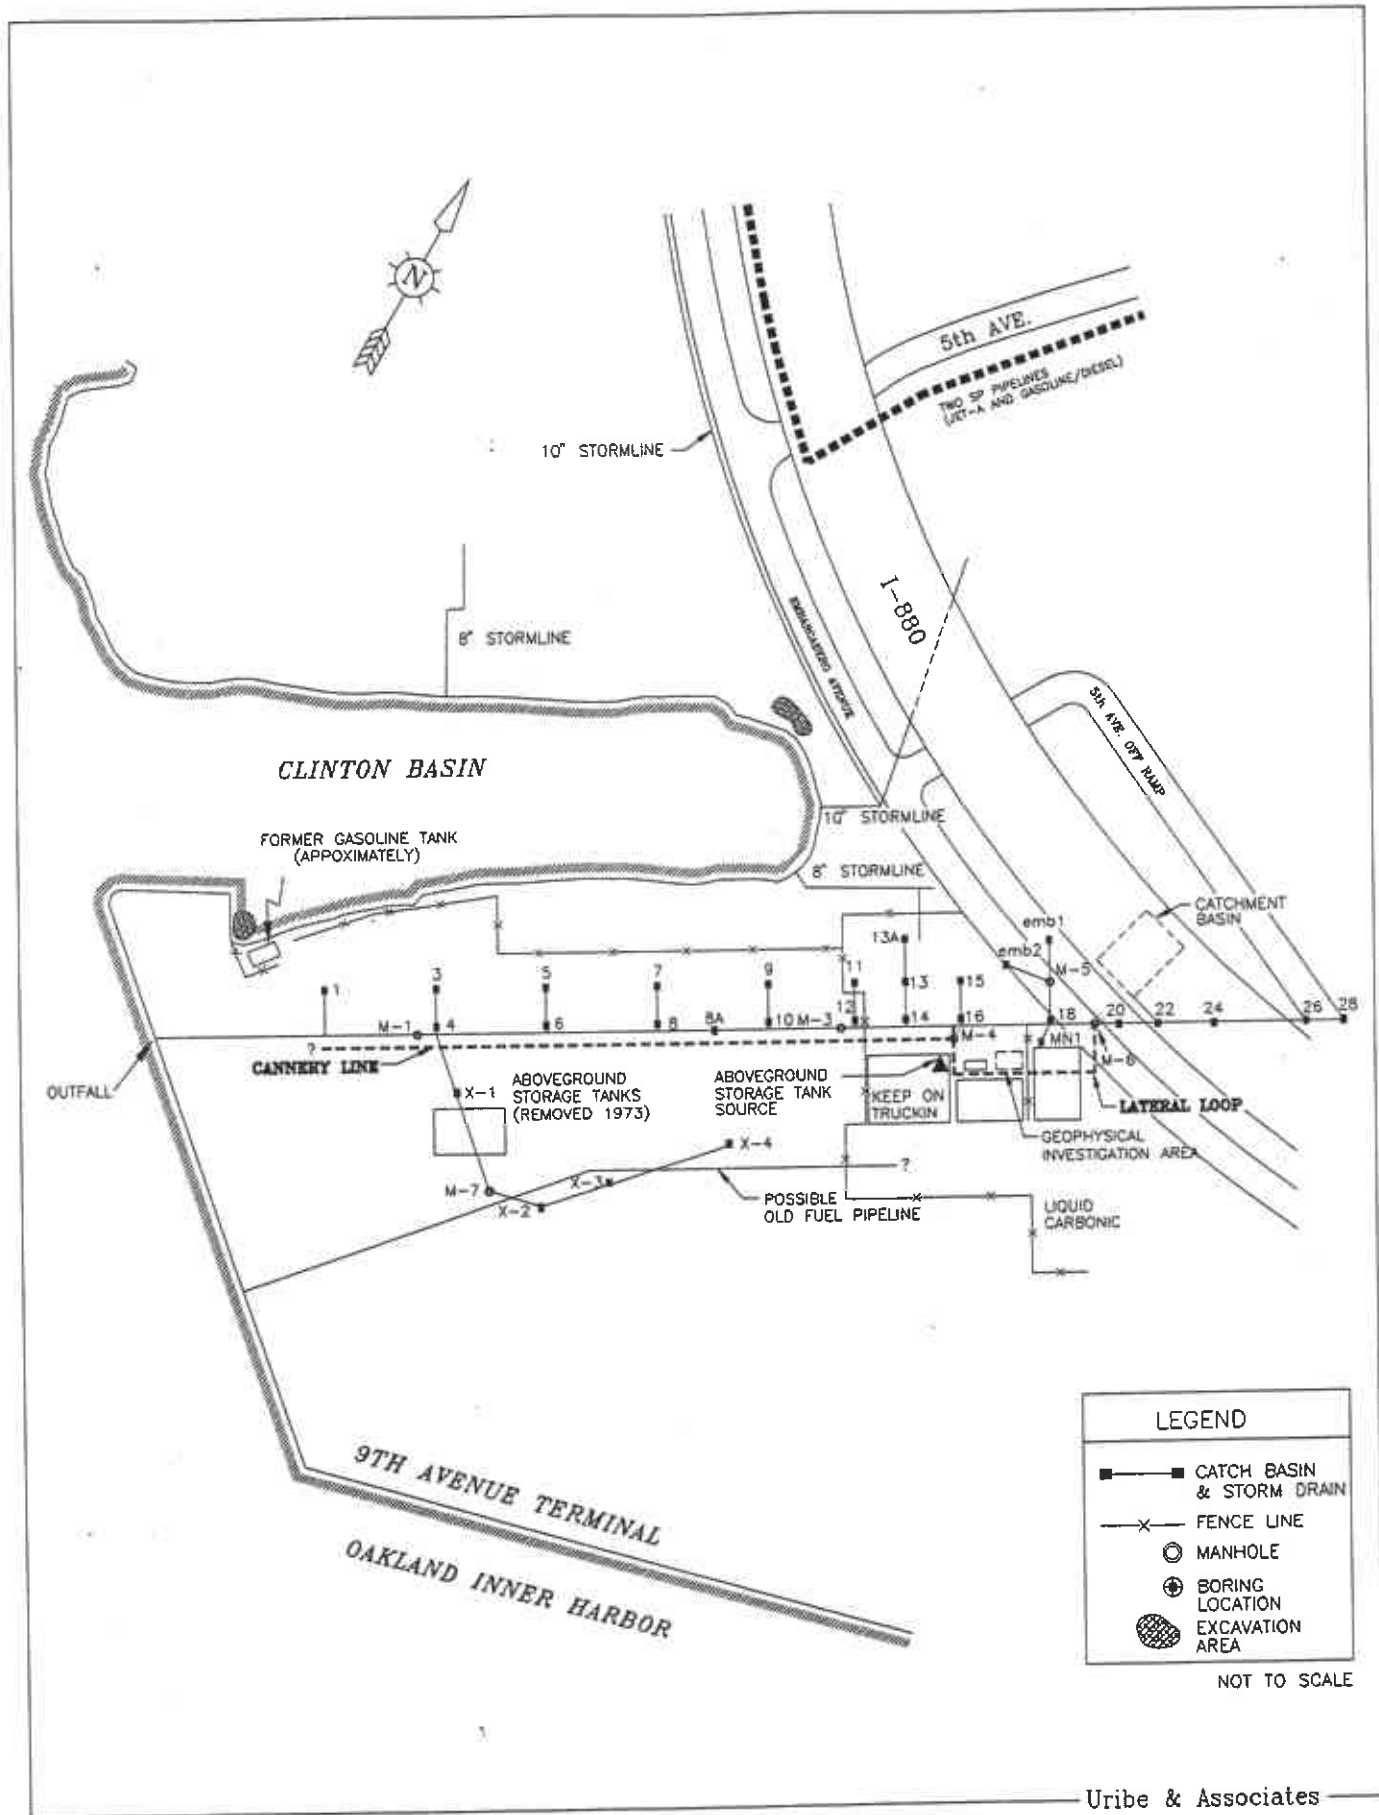 N
5th AVE.
TWO SP PIPELINES
(JET-A AND GASOLINE/DIESEL)
10" STORMLINE
I-880
EMBARCADERO AVENUE
8" STORMLINE
5th AVE. OFF RAMP
CLINTON BASIN
10" STORMLINE
FORMER GASOLINE TANK
(APPOXIMATELY)
8" STORMLINE
CATCHMENT
BASIN
emb1
13A
emb2
M-5
1
3
5
7
9
11
13
15
M-1
4
6
8
8A
10
M-3
12
14
16
18
20
22
24
26
28
M-4
MN1
M-6
?
CANNERY LINE
OUTFALL
X-1
ABOVEGROUND
STORAGE TANKS
(REMOVED 1973)
ABOVEGROUND
STORAGE TANK
SOURCE
KEEP ON
TRUCKIN
LATERAL LOOP
GEOPHYSICAL
INVESTIGATION AREA
X-4
M-7
X-3
?
X-2
POSSIBLE
OLD FUEL PIPELINE
LIQUID
CARBONIC
9TH AVENUE TERMINAL
OAKLAND INNER HARBOR
LEGEND
CATCH BASIN
& STORM DRAIN
FENCE LINE
MANHOLE
BORING
LOCATION
EXCAVATION
AREA
NOT TO SCALE
Uribe & Associates